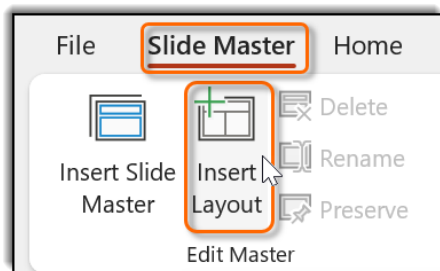 File Slide Master Home
Insert Slide Master
Insert Layout
Delete
Rename
Preserve
Edit Master